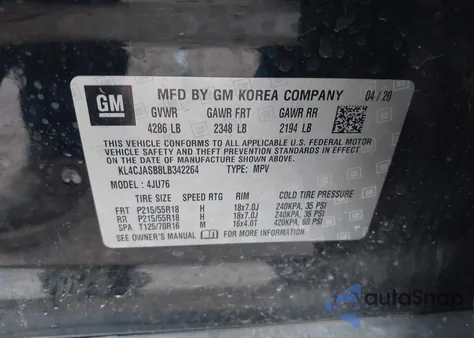 GM
MFD BY GM KOREA COMPANY 04/20
GVWR GAWR FRT GAWR RR
4286 LB 2348 LB 2194 LB
THIS VEHICLE CONFORMS TO ALL APPLICABLE U.S. FEDERAL MOTOR
VEHICLE SAFETY AND THEFT PREVENTION STANDARDS IN EFFECT ON
THE DATE OF MANUFACTURE SHOWN ABOVE.
KL4CJASB8LB342264 TYPE: MPV
MODEL: 4JU76
TIRE SIZE SPEED RTG RIM COLD TIRE PRESSURE
FRT P215/55R18 H 18x7.0J 240KPA, 35 PSI
RR P215/55R18 H 18x7.0J 240KPA, 35 PSI
SPA T125/70R16 M 16x4.0T 420KPA, 60 PSI
SEE OWNER'S MANUAL FOR MORE INFORMATION.
autoSnap